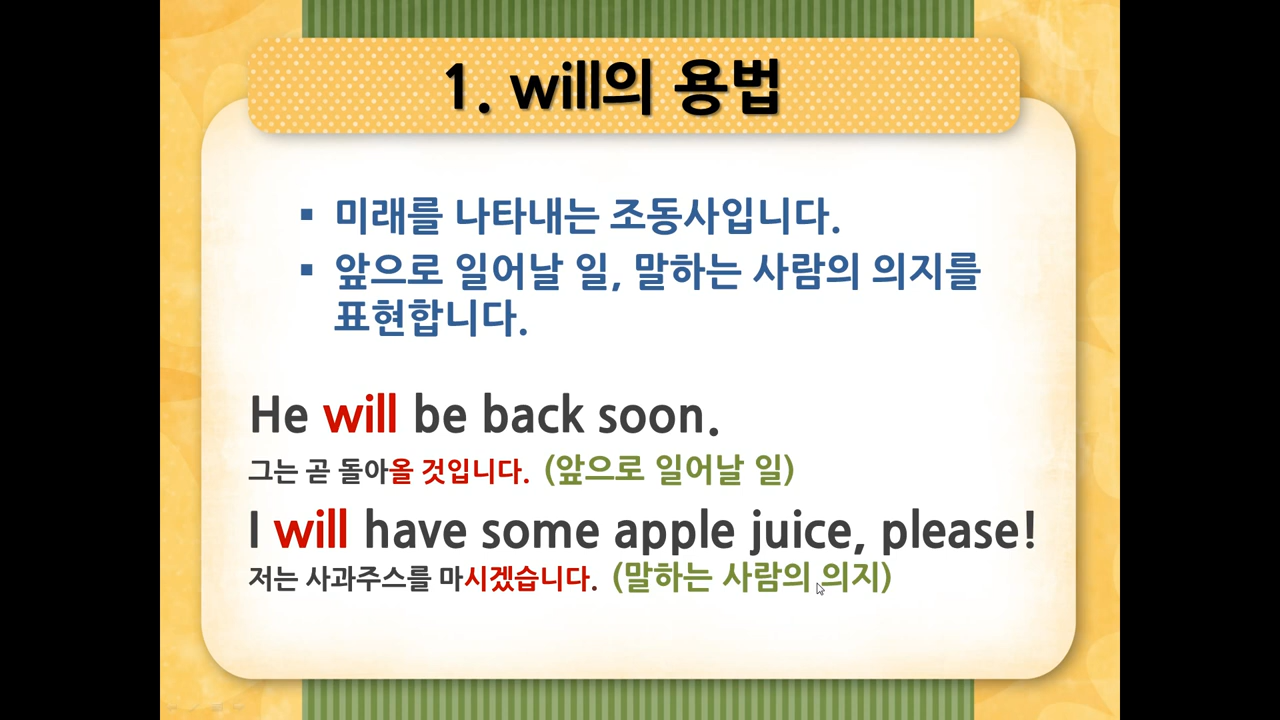 1. will의 용법
▪ 미래를 나타내는 조동사입니다.
▪ 앞으로 일어날 일, 말하는 사람의 의지를
표현합니다.
He will be back soon.
그는 곧 돌아올 것입니다. (앞으로 일어날 일)
I will have some apple juice, please!
저는 사과주스를 마시겠습니다. (말하는 사람의 의지)